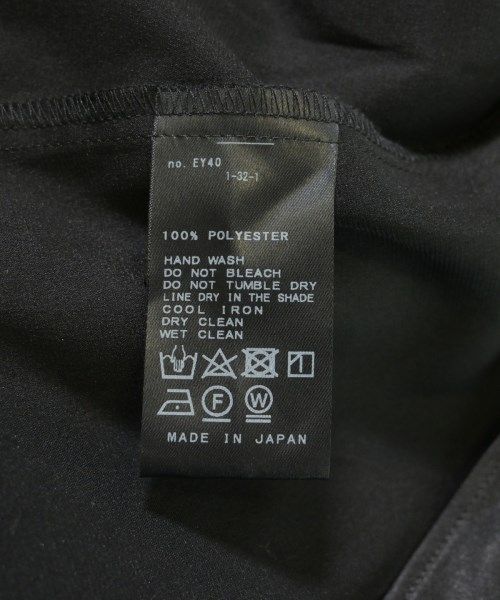 no. EY40
1-32-1
100% POLYESTER
HAND WASH
DO NOT BLEACH
DO NOT TUMBLE DRY
LINE DRY IN THE SHADE
COOL IRON
DRY CLEAN
WET CLEAN
F W
MADE IN JAPAN